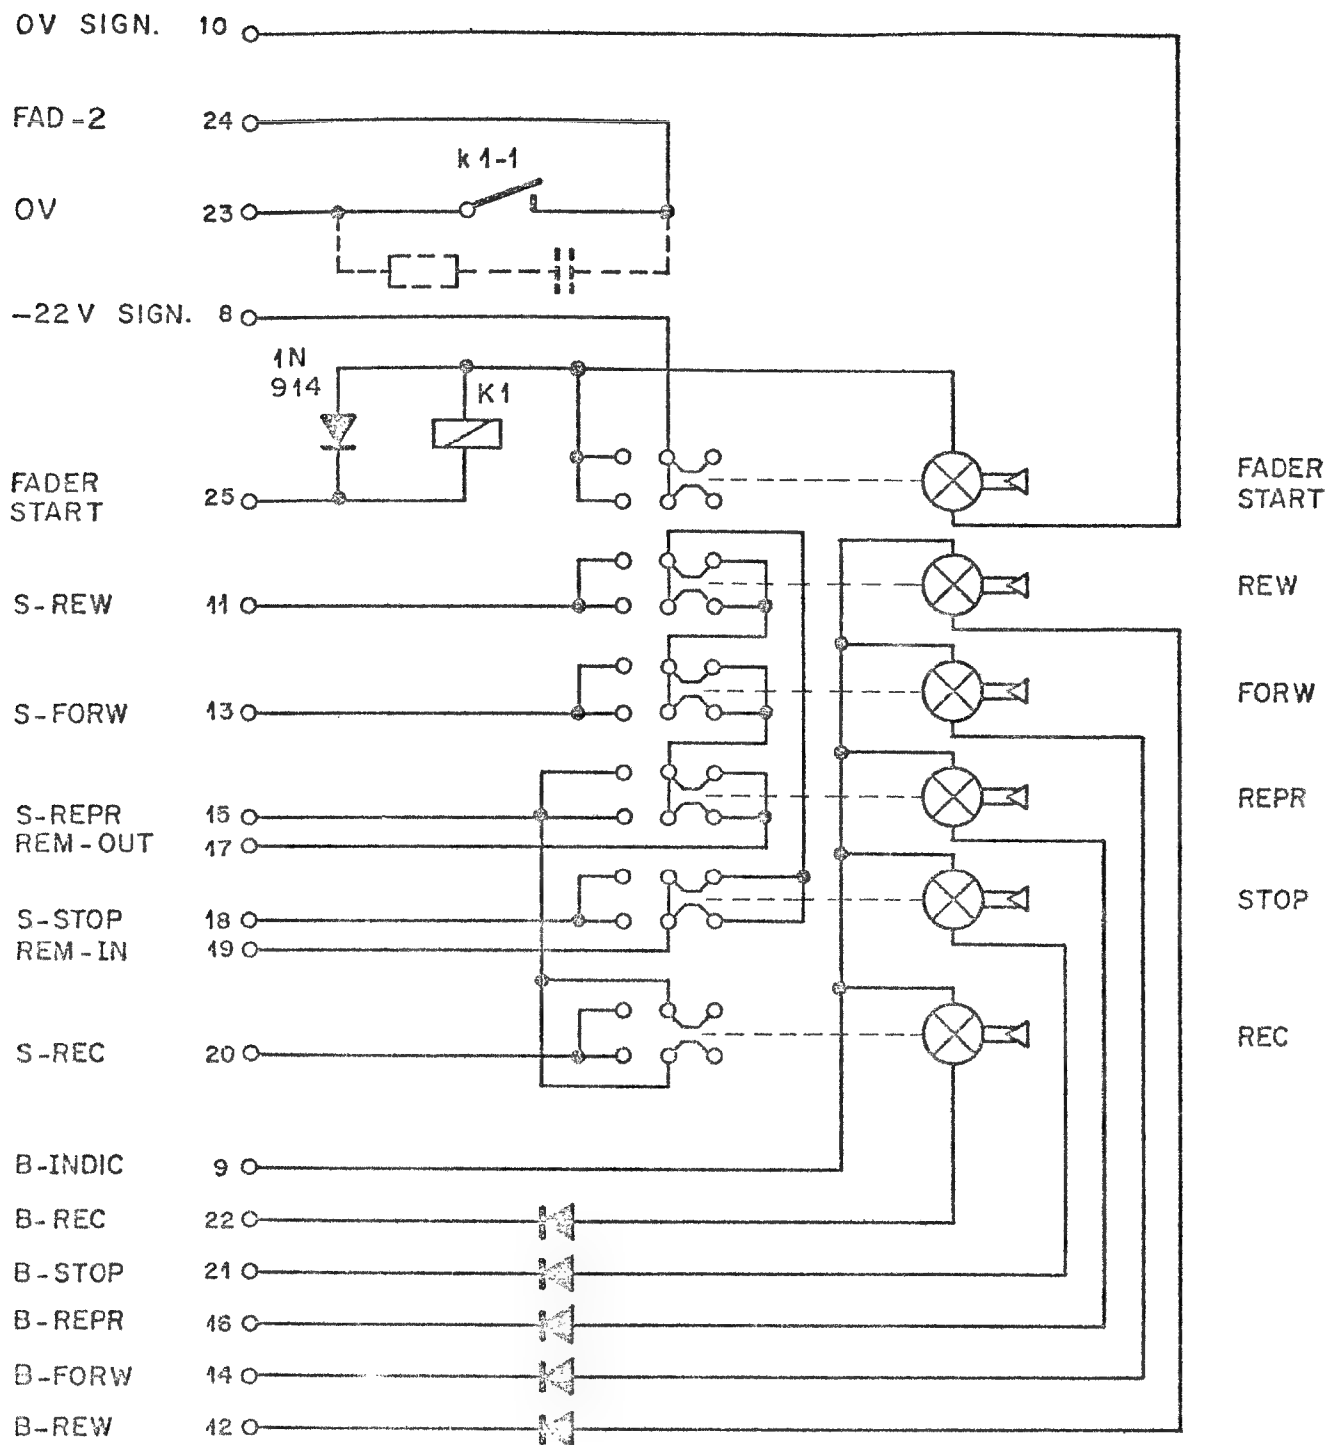 OV SIGN. 10
FAD-2 24
k1-1
OV 23
-22V SIGN. 8
1N
914
K1
FADER
START 25
FADER
START
S-REW 11
REW
S-FORW 13
FORW
S-REPR 15
REPR
REM-OUT 17
S-STOP 18
STOP
REM-IN 19
S-REC 20
REC
B-INDIC 9
B-REC 22
B-STOP 21
B-REPR 16
B-FORW 14
B-REW 12